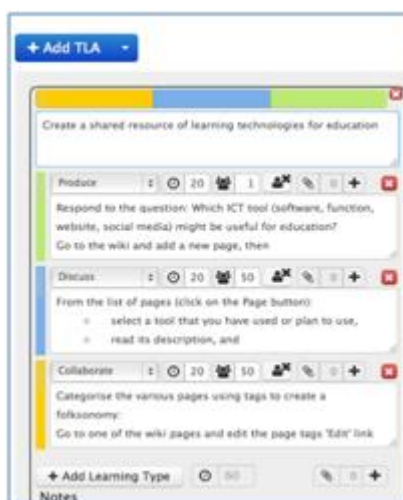 + Add TLA
Create a shared resource of learning technologies for education
Produce 20 1 0 +
Respond to the question: Which ICT tool (software, function,
website, social media) might be useful for education?
Go to the wiki and add a new page, then
Discuss 20 50 +
From the list of pages (click on the Page button):
select a tool that you have used or plan to use,
read its description, and
Collaborate 20 50 0 +
Categorise the various pages using tags to create a
folksonomy:
Go to one of the wiki pages and edit the page tags 'Edit' link
+ Add Learning Type +
Notes